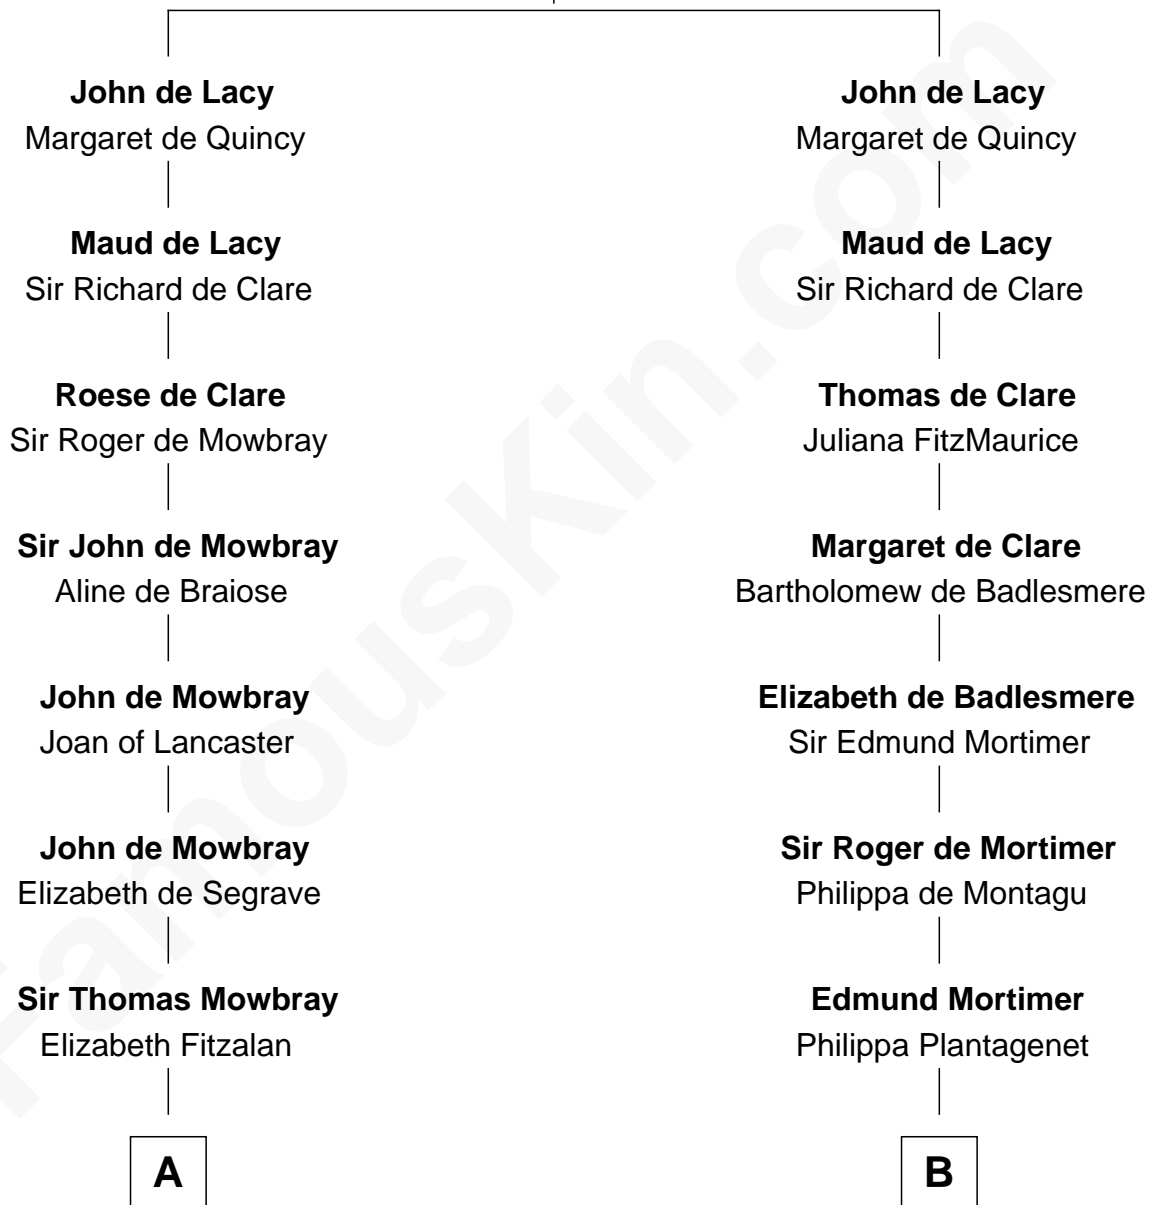 John de Lacy
Margaret de Quincy
Maud de Lacy
Sir Richard de Clare
Roese de Clare
Sir Roger de Mowbray
Sir John de Mowbray
Aline de Braiose
John de Mowbray
Joan of Lancaster
John de Mowbray
Elizabeth de Segrave
Sir Thomas Mowbray
Elizabeth Fitzalan
A
John de Lacy
Margaret de Quincy
Maud de Lacy
Sir Richard de Clare
Thomas de Clare
Juliana FitzMaurice
Margaret de Clare
Bartholomew de Badlesmere
Elizabeth de Badlesmere
Sir Edmund Mortimer
Sir Roger de Mortimer
Philippa de Montagu
Edmund Mortimer
Philippa Plantagenet
B
FamousKin.com